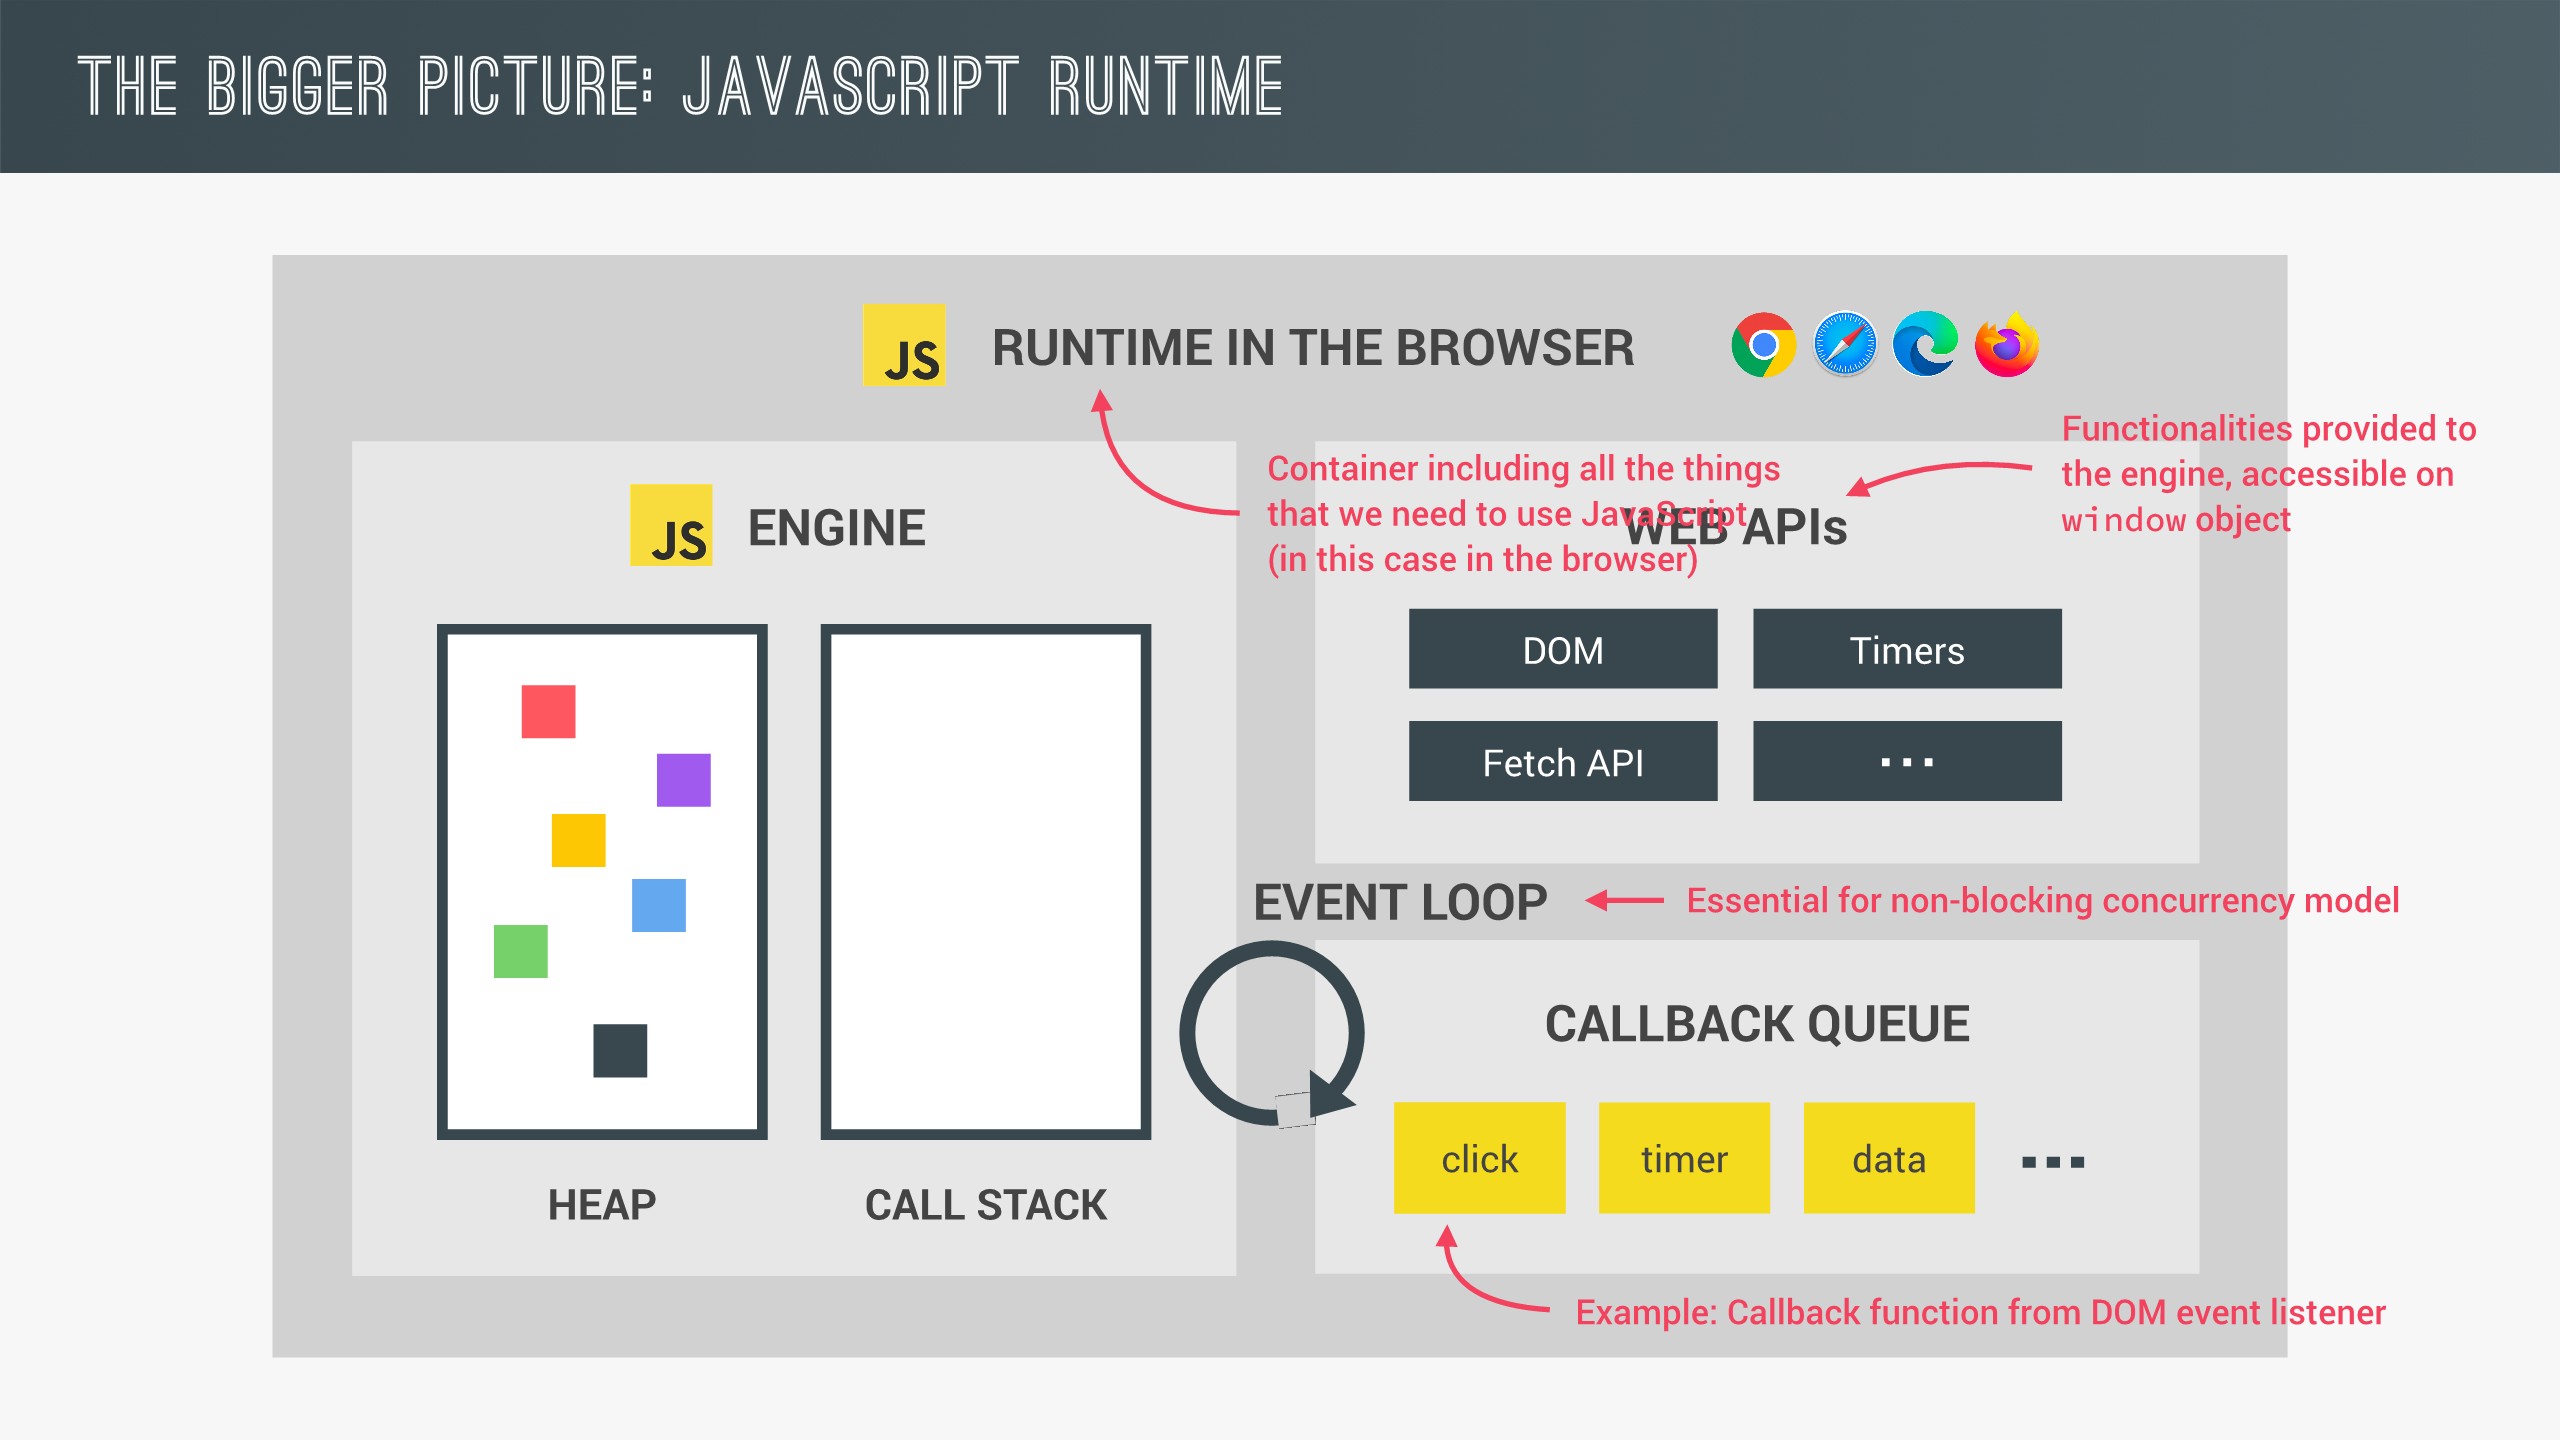 THE BIGGER PICTURE: JAVASCRIPT RUNTIME
JS
RUNTIME IN THE BROWSER
Functionalities provided to
the engine, accessible on
window object
Container including all the things
that we need to use JavaScript
(in this case in the browser)
JS
ENGINE
WEB APIs
DOM
Timers
Fetch API
...
HEAP
CALL STACK
EVENT LOOP
Essential for non-blocking concurrency model
CALLBACK QUEUE
click
timer
data
...
Example: Callback function from DOM event listener